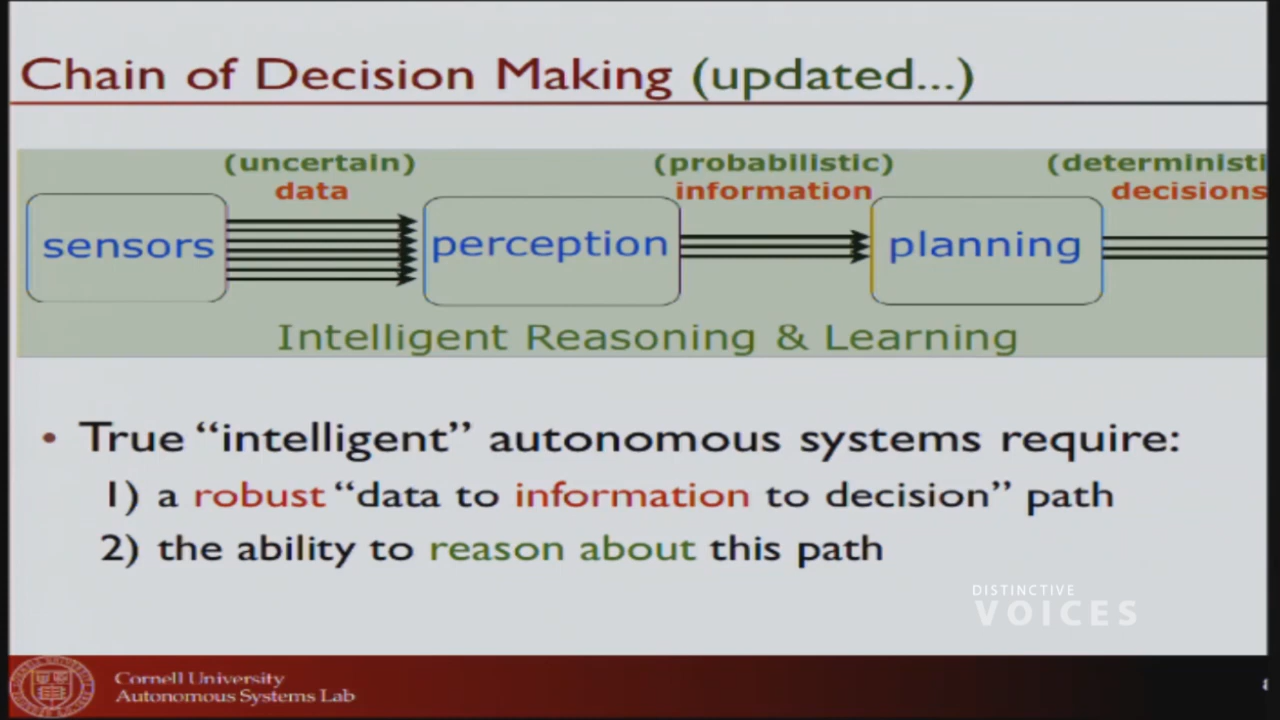 Chain of Decision Making (updated...)
(uncertain) (probabilistic) (deterministi
data information decisions
sensors perception planning
Intelligent Reasoning & Learning
• True “intelligent” autonomous systems require:
1) a robust “data to information to decision” path
2) the ability to reason about this path
DISTINCTIVE
VOICES
Cornell University
Autonomous Systems Lab